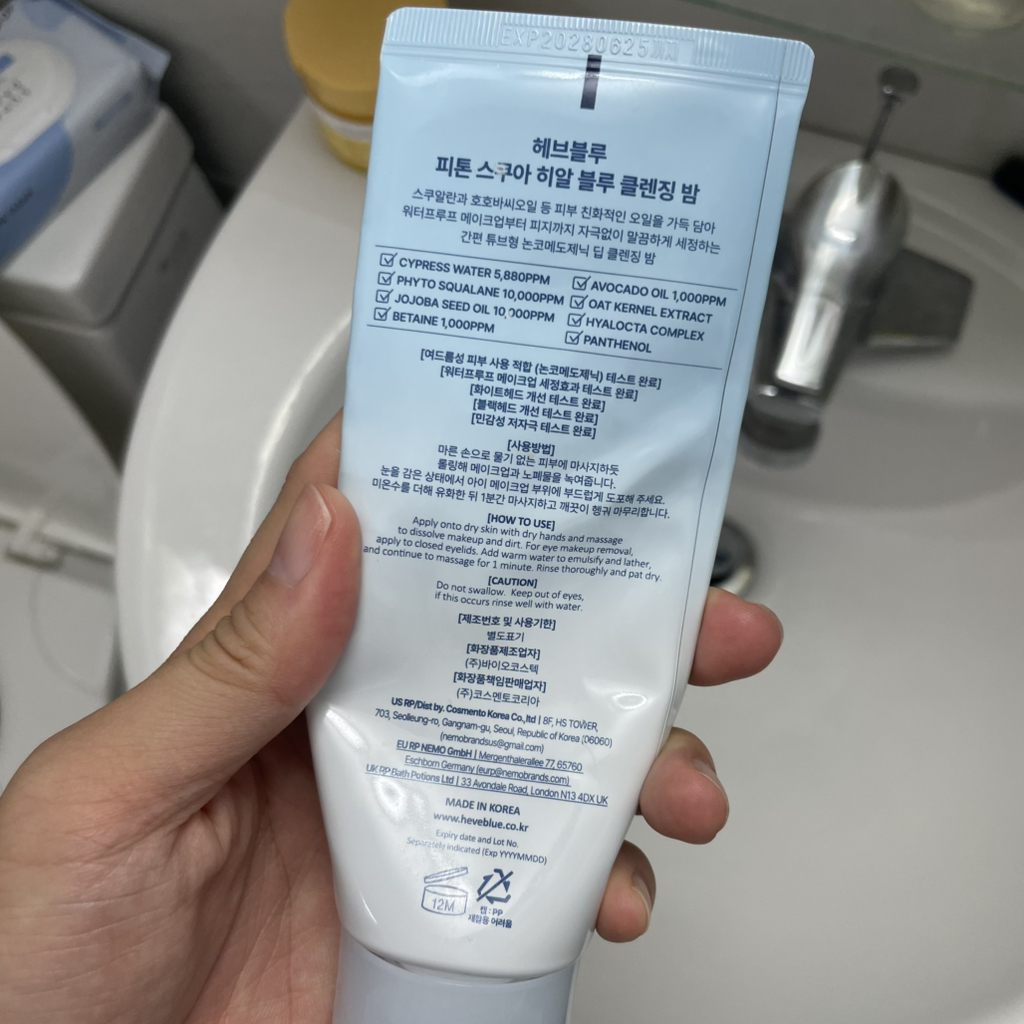 EXP20280625
헤브블루
피톤 스쿠아 히알 블루 클렌징 밤
스쿠알란과 호호바씨오일 등 피부 친화적인 오일을 가득 담아
워터프루프 메이크업부터 피지까지 자극없이 말끔하게 세정하는
간편 튜브형 논코메도제닉 딥 클렌징 밤
CYPRESS WATER 5,880PPM
PHYTO SQUALANE 10,000PPM
JOJOBA SEED OIL 10,000PPM
BETAINE 1,000PPM
AVOCADO OIL 1,000PPM
OAT KERNEL EXTRACT
HYALOCTA COMPLEX
PANTHENOL
[여드름성 피부 사용 적합 (논코메도제닉) 테스트 완료]
[워터프루프 메이크업 세정효과 테스트 완료]
[화이트헤드 개선 테스트 완료]
[블랙헤드 개선 테스트 완료]
[민감성 저자극 테스트 완료]
[사용방법]
마른 손으로 물기 없는 피부에 마사지하듯
롤링해 메이크업과 노폐물을 녹여줍니다.
눈을 감은 상태에서 아이 메이크업 부위에 부드럽게 도포해 주세요.
미온수를 더해 유화한 뒤 1분간 마사지하고 깨끗이 헹궈 마무리합니다.
[HOW TO USE]
Apply onto dry skin with dry hands and massage
to dissolve makeup and dirt. For eye makeup removal,
apply to closed eyelids. Add warm water to emulsify and lather,
and continue to massage for 1 minute. Rinse thoroughly and pat dry.
[CAUTION]
Do not swallow. Keep out of eyes,
if this occurs rinse well with water.
[제조번호 및 사용기한]
별도표기
[화장품제조업자]
(주)바이오코스텍
[화장품책임판매업자]
(주)코스멘토코리아
US RP/Dist by. Cosmento Korea Co.,ltd | 8F, HS TOWER,
703, Seolleung-ro, Gangnam-gu, Seoul, Republic of Korea (06060)
(nemobrandsus@gmail.com)
EU RP NEMO GmbH | Mergenthalerallee 77, 65760
Eschborn Germany (eurp@nemobrands.com)
UK RP Bath Potions Ltd | 33 Avondale Road, London N13 4DX UK
MADE IN KOREA
www.heveblue.co.kr
Expiry date and Lot No.
Separately indicated (Exp YYYYMMDD)
12M
캡 : PP
재활용 어려움